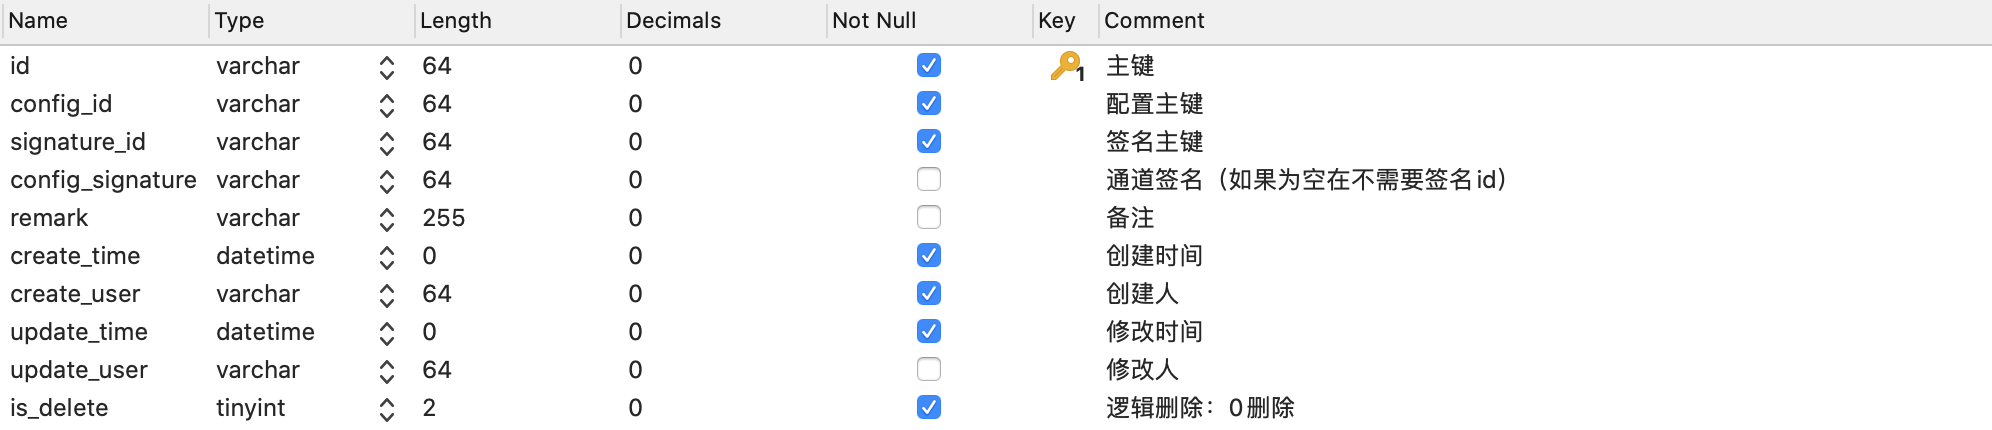 Name Type Length Decimals Not Null Key Comment
id varchar 64 0 1 主键
config_id varchar 64 0 配置主键
signature_id varchar 64 0 签名主键
config_signature varchar 64 0 通道签名（如果为空在不需要签名id）
remark varchar 255 0 备注
create_time datetime 0 0 创建时间
create_user varchar 64 0 创建人
update_time datetime 0 0 修改时间
update_user varchar 64 0 修改人
is_delete tinyint 2 0 逻辑删除：0删除